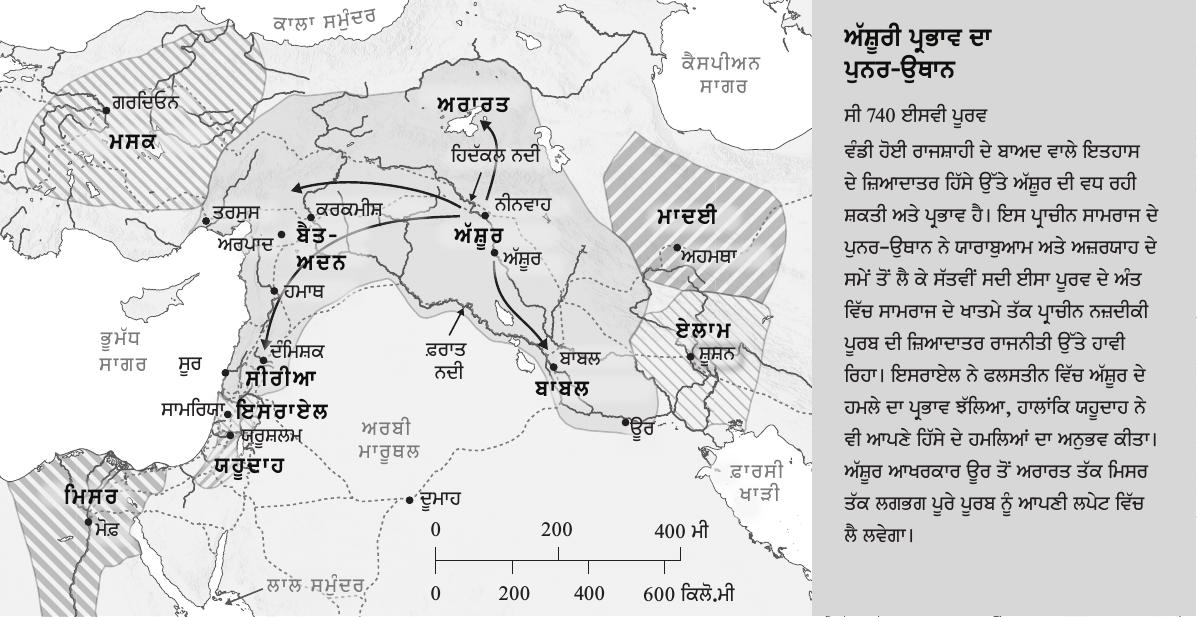 ਕਾਲਾ ਸਮੁੰਦਰ
ਕੈਸਪੀਅਨ
ਸਾਗਰ
ਗਰਦਿਓਨ
ਮਸਕ
ਅਰਾਰਤ
ਹਿਦੱਕਲ ਨਦੀ
ਤਰਸੁਸ
ਕਰਕਮੀਸ਼
ਨੀਨਵਾਹ
ਅਰਪਾਦ
ਬੈਤ-
ਅਦਨ
ਅੱਸ਼ੂਰ
ਅੱਸ਼ੂਰ
ਮਾਦਈ
ਅਹਮਥਾ
ਹਮਾਥ
ਭੂਮੱਧ
ਸਾਗਰ
ਸੂਰ
ਦੰਮਿਸ਼ਕ
ਸੀਰੀਆ
ਫ਼ਰਾਤ
ਨਦੀ
ਬਾਬਲ
ਬਾਬਲ
ਏਲਾਮ
ਸ਼ੂਸ਼ਨ
ਸਾਮਰਿਯਾ
ਇਸਰਾਏਲ
ਯਰੂਸ਼ਲਮ
ਯਹੂਦਾਹ
ਅਰਬੀ
ਮਾਰੂਥਲ
ਊਰ
ਫ਼ਾਰਸੀ
ਖਾੜੀ
ਮਿਸਰ
ਮੋਫ਼
ਦੂਮਾਹ
ਲਾਲ ਸਮੁੰਦਰ
0 200 400 ਮੀ
0 200 400 600 ਕਿਲੋ.ਮੀ
ਅੱਸ਼ੂਰੀ ਪ੍ਰਭਾਵ ਦਾ
ਪੁਨਰ-ਉਥਾਨ
ਸੀ 740 ਈਸਵੀ ਪੂਰਵ
ਵੰਡੀ ਹੋਈ ਰਾਜਸ਼ਾਹੀ ਦੇ ਬਾਅਦ ਵਾਲੇ ਇਤਹਾਸ
ਦੇ ਜ਼ਿਆਦਾਤਰ ਹਿੱਸੇ ਉੱਤੇ ਅੱਸ਼ੂਰ ਦੀ ਵਧ ਰਹੀ
ਸ਼ਕਤੀ ਅਤੇ ਪ੍ਰਭਾਵ ਹੈ। ਇਸ ਪ੍ਰਾਚੀਨ ਸਾਮਰਾਜ ਦੇ
ਪੁਨਰ-ਉਥਾਨ ਨੇ ਯਾਰਾਬੁਆਮ ਅਤੇ ਅਜ਼ਰਯਾਹ ਦੇ
ਸਮੇਂ ਤੋਂ ਲੈ ਕੇ ਸੱਤਵੀਂ ਸਦੀ ਈਸਾ ਪੂਰਵ ਦੇ ਅੰਤ
ਵਿੱਚ ਸਾਮਰਾਜ ਦੇ ਖਾਤਮੇ ਤੱਕ ਪ੍ਰਾਚੀਨ ਨਜ਼ਦੀਕੀ
ਪੂਰਬ ਦੀ ਜ਼ਿਆਦਾਤਰ ਰਾਜਨੀਤੀ ਉੱਤੇ ਹਾਵੀ
ਰਿਹਾ। ਇਸਰਾਏਲ ਨੇ ਫਲਸਤੀਨ ਵਿੱਚ ਅੱਸ਼ੂਰ ਦੇ
ਹਮਲੇ ਦਾ ਪ੍ਰਭਾਵ ਝੱਲਿਆ, ਹਾਲਾਂਕਿ ਯਹੂਦਾਹ ਨੇ
ਵੀ ਆਪਣੇ ਹਿੱਸੇ ਦੇ ਹਮਲਿਆਂ ਦਾ ਅਨੁਭਵ ਕੀਤਾ।
ਅੱਸ਼ੂਰ ਆਖਰਕਾਰ ਊਰ ਤੋਂ ਅਰਾਰਤ ਤੱਕ ਮਿਸਰ
ਤੱਕ ਲਗਭਗ ਪੂਰੇ ਪੂਰਬ ਨੂੰ ਆਪਣੀ ਲਪੇਟ ਵਿੱਚ
ਲੈ ਲਵੇਗਾ।